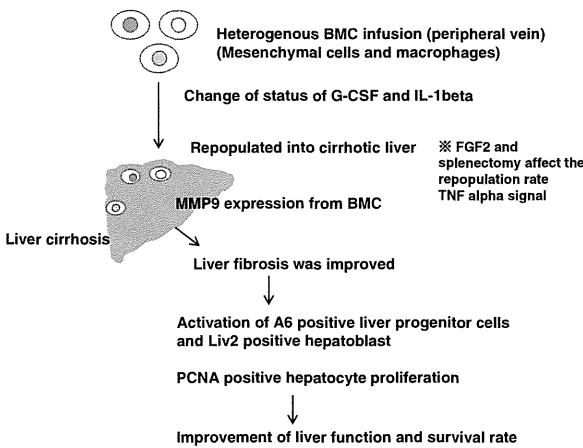 Heterogenous BMC infusion (peripheral vein)
(Mesenchymal cells and macrophages)
Change of status of G-CSF and IL-1beta
Repopulated into cirrhotic liver
※ FGF2 and
splenectomy affect the
repopulation rate
TNF alpha signal
MMP9 expression from BMC
Liver cirrhosis
Liver fibrosis was improved
Activation of A6 positive liver progenitor cells
and Liv2 positive hepatoblast
PCNA positive hepatocyte proliferation
Improvement of liver function and survival rate